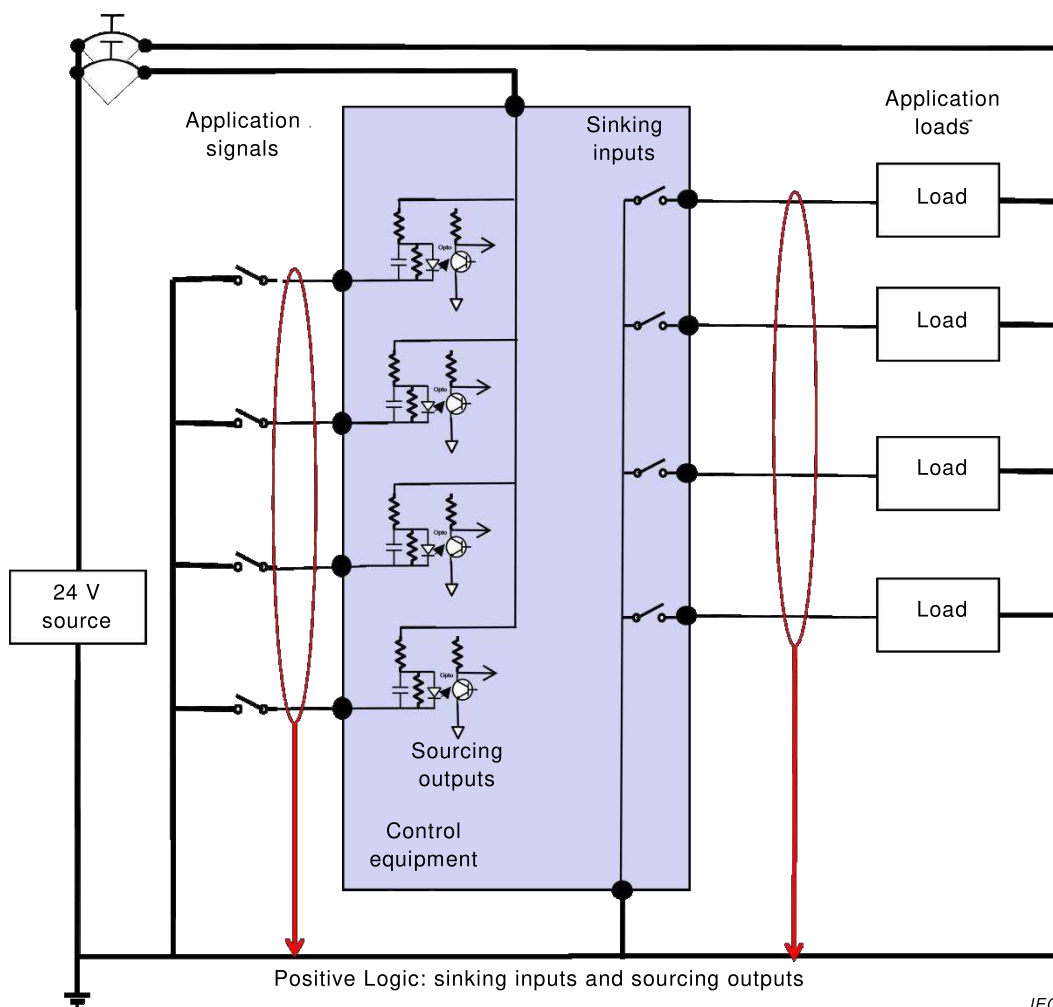 Application
signals
Sinking
inputs
Application
loads
Load
Opto
Load
Opto
Load
Opto
24 V
source
Load
Opto
Sourcing
outputs
Control
equipment
Positive Logic: sinking inputs and sourcing outputs
IEC